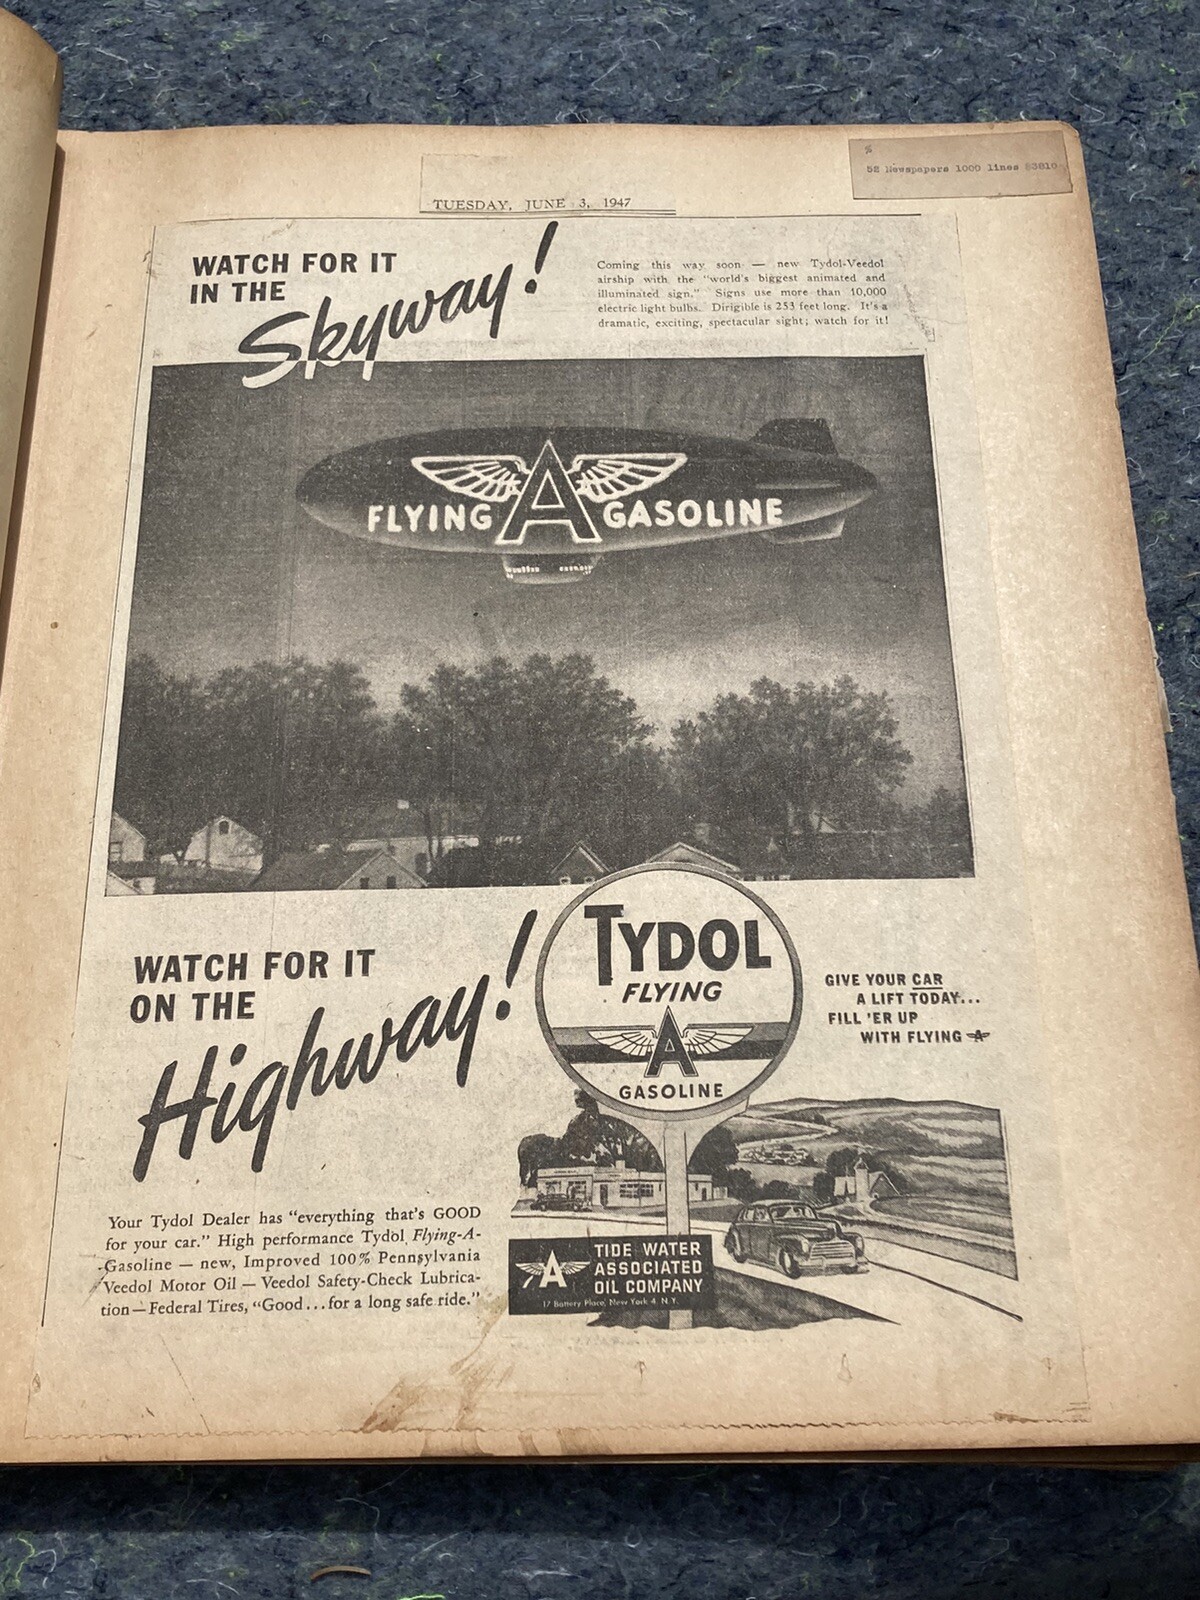 52 Newspapers 1000 lines $3810
TUESDAY, JUNE 3, 1947
WATCH FOR IT
IN THE
Skyway!
Coming this way soon — new Tydol-Veedol
airship with the "world's biggest animated and
illuminated sign." Signs use more than 10,000
electric light bulbs. Dirigible is 253 feet long. It's a
dramatic, exciting, spectacular sight; watch for it!
FLYING A GASOLINE
WATCH FOR IT
ON THE
Highway!
TYDOL
FLYING
A
GASOLINE
GIVE YOUR CAR
A LIFT TODAY...
FILL 'ER UP
WITH FLYING A
Your Tydol Dealer has "everything that's GOOD
for your car." High performance Tydol Flying-A-
-Gasoline — new, Improved 100% Pennsylvania
Veedol Motor Oil — Veedol Safety-Check Lubrica-
tion — Federal Tires, "Good...for a long safe ride."
A
TIDE WATER
ASSOCIATED
OIL COMPANY
17 Battery Place, New York 4, N.Y.